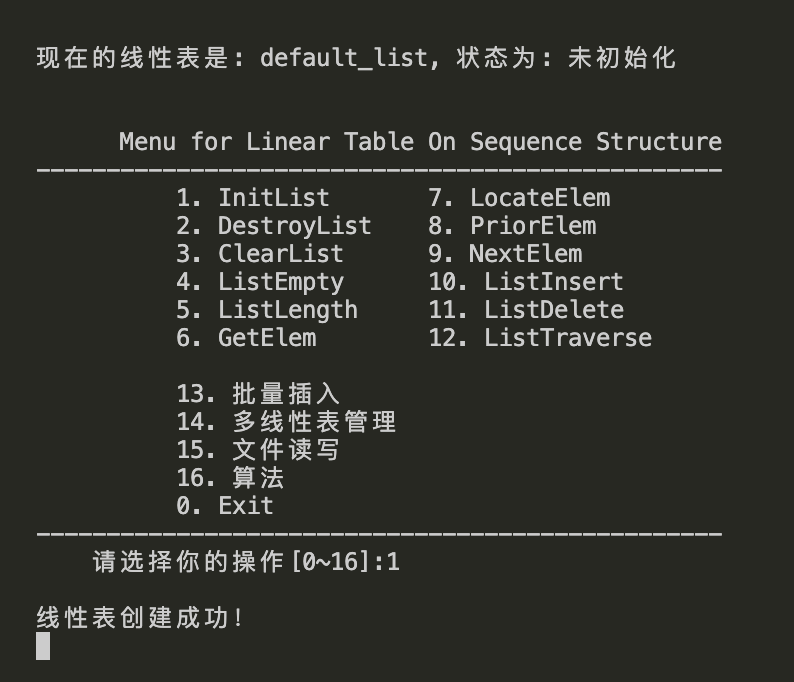 现在的线性表是: default_list, 状态为: 未初始化
Menu for Linear Table On Sequence Structure
-------------------------------------------------
1. InitList 7. LocateElem
2. DestroyList 8. PriorElem
3. ClearList 9. NextElem
4. ListEmpty 10. ListInsert
5. ListLength 11. ListDelete
6. GetElem 12. ListTraverse
13. 批量插入
14. 多线性表管理
15. 文件读写
16. 算法
0. Exit
-------------------------------------------------
请选择你的操作[0~16]:1
线性表创建成功!